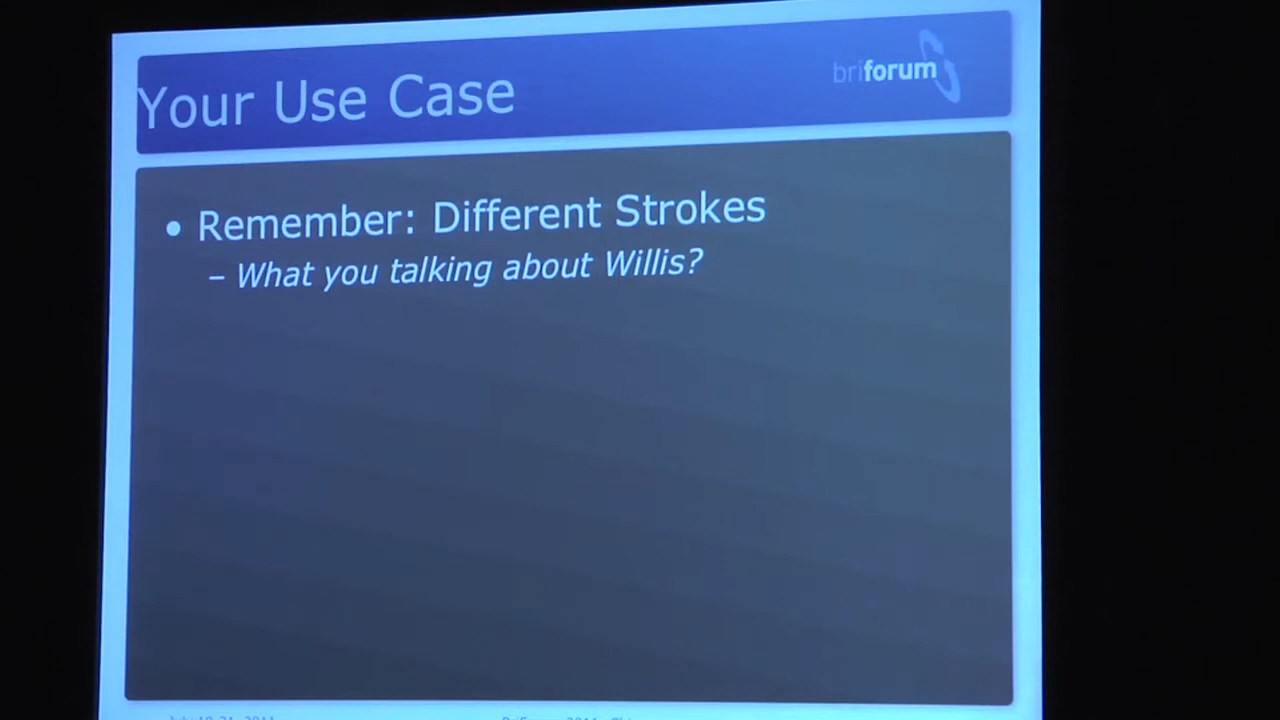 Your Use Case
briforum
• Remember: Different Strokes
– What you talking about Willis?